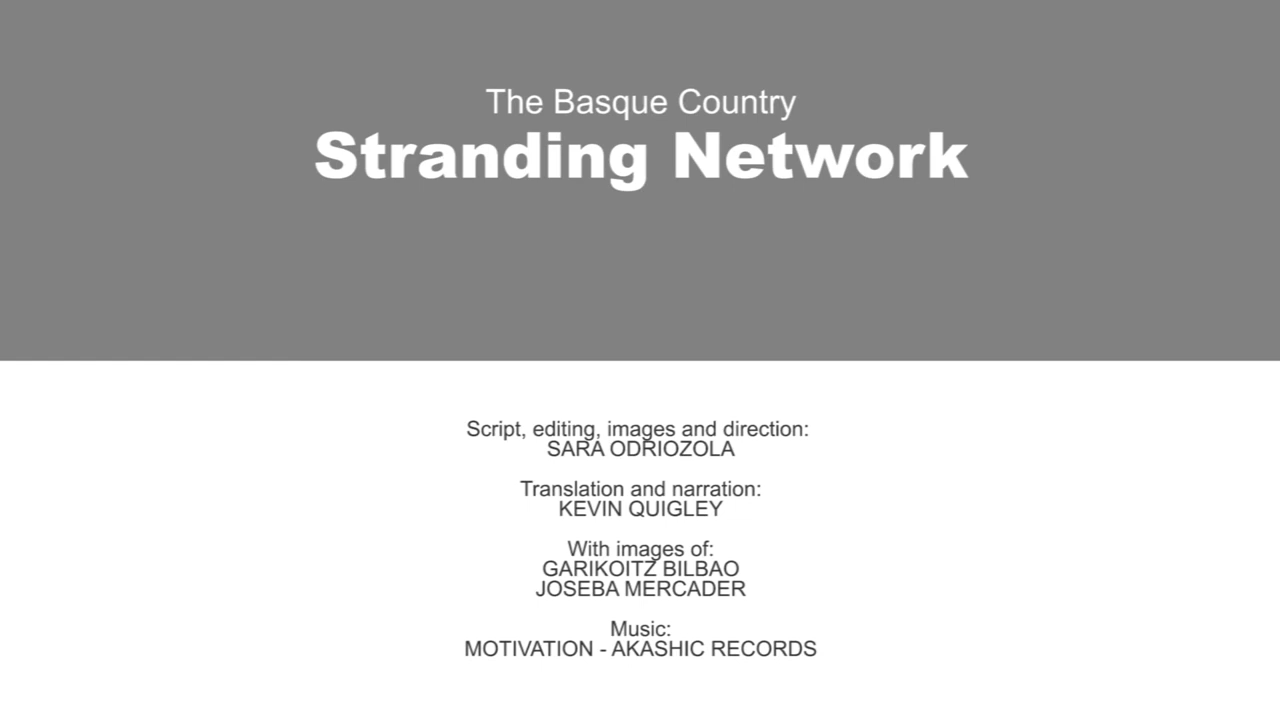 The Basque Country
Stranding Network
Script, editing, images and direction:
SARA ODRIOZOLA
Translation and narration:
KEVIN QUIGLEY
With images of:
GARIKOITZ BILBAO
JOSEBA MERCADER
Music:
MOTIVATION - AKASHIC RECORDS